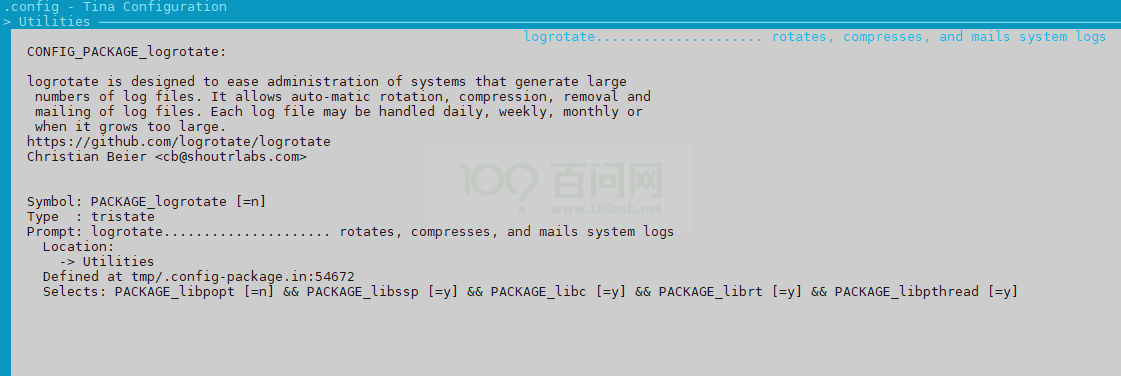 .config - Tina Configuration
> Utilities
logrotate..................... rotates, compresses, and mails system logs
CONFIG_PACKAGE_logrotate:
logrotate is designed to ease administration of systems that generate large
numbers of log files. It allows auto-matic rotation, compression, removal and
mailing of log files. Each log file may be handled daily, weekly, monthly or
when it grows too large.
https://github.com/logrotate/logrotate
Christian Beier <cb@shoutrlabs.com>
100? 百问网
www.100ask.net
Symbol: PACKAGE_logrotate [=n]
Type  : tristate
Prompt: logrotate..................... rotates, compresses, and mails system logs
Location:
-> Utilities
Defined at tmp/.config-package.in:54672
Selects: PACKAGE_libpopt [=n] && PACKAGE_libssp [=y] && PACKAGE_libc [=y] && PACKAGE_librt [=y] && PACKAGE_libpthread [=y]